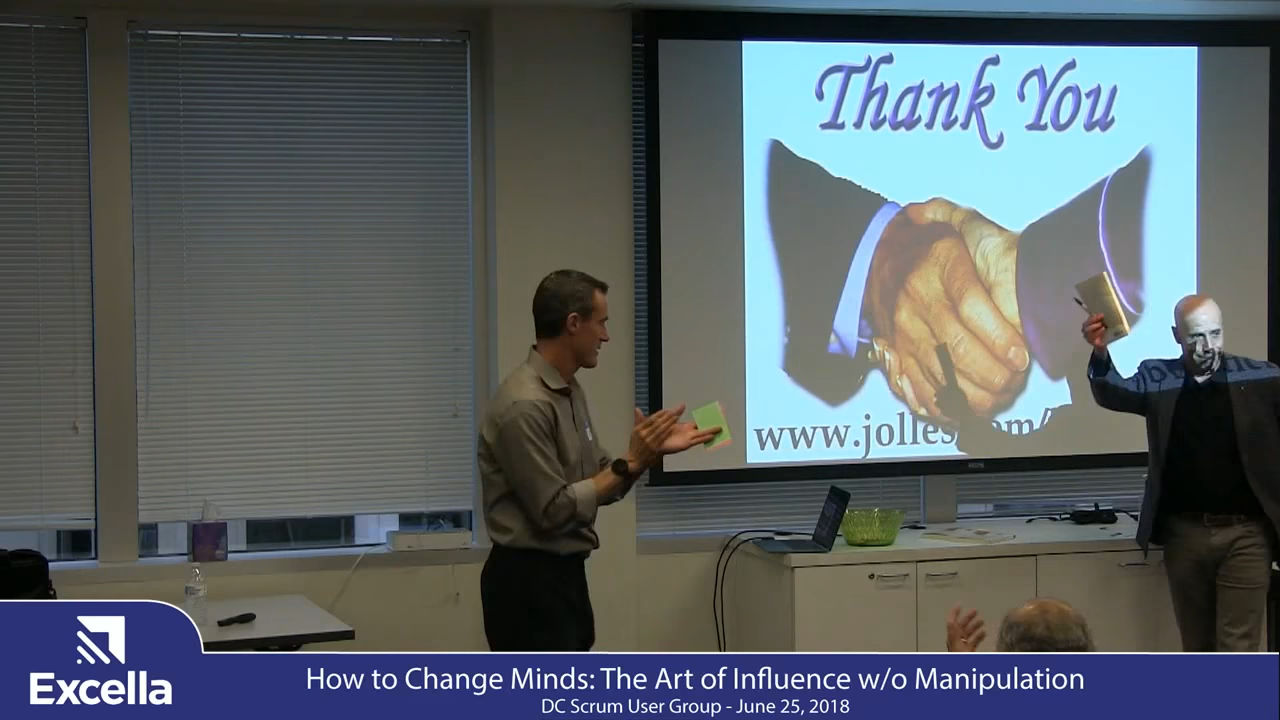 Thank You
www.jolles.com/
Excella
How to Change Minds: The Art of Influence w/o Manipulation
DC Scrum User Group - June 25, 2018